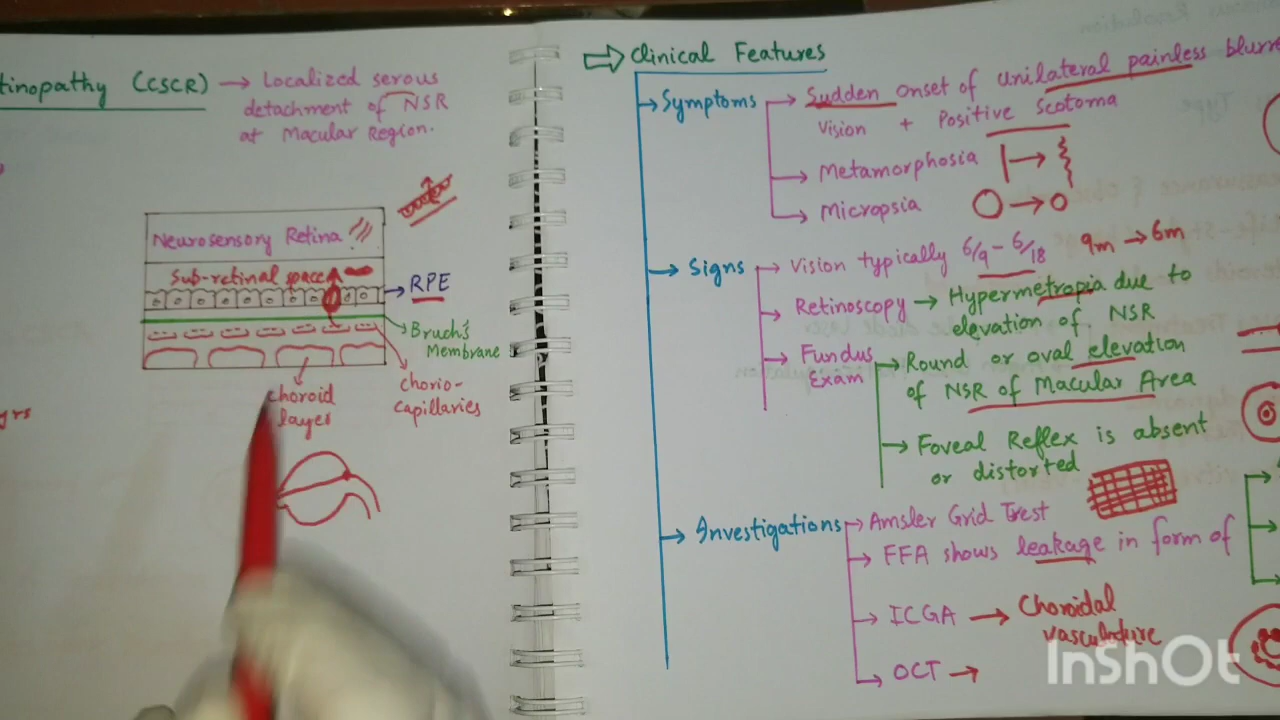 tinopathy (CSCR) → Localized serous
detachment of NSR
at Macular Region.
Neurosensory Retina
Sub-retinal space
→ RPE
Bruch's
Membrane
Chorio-
Capillaries
Choroid
layer
yrs
⇒ Clinical Features
→ Symptoms
→ Sudden onset of unilateral painless blurre
Vision + Positive Scotoma
→ Metamorphosia
→ Micropsia
→ Signs
→ Vision typically 6/9 - 6/18 9m → 6m
→ Retinoscopy → Hypermetropia due to
elevation of NSR
→ Fundus
Exam
→ Round or oval elevation
of NSR of Macular Area
→ Foveal Reflex is absent
or distorted
→ Investigations
→ Amsler Grid Trest
→ FFA shows leakage in form of
→ ICGA → Choroidal
vasculature
→ OCT →
InShOt